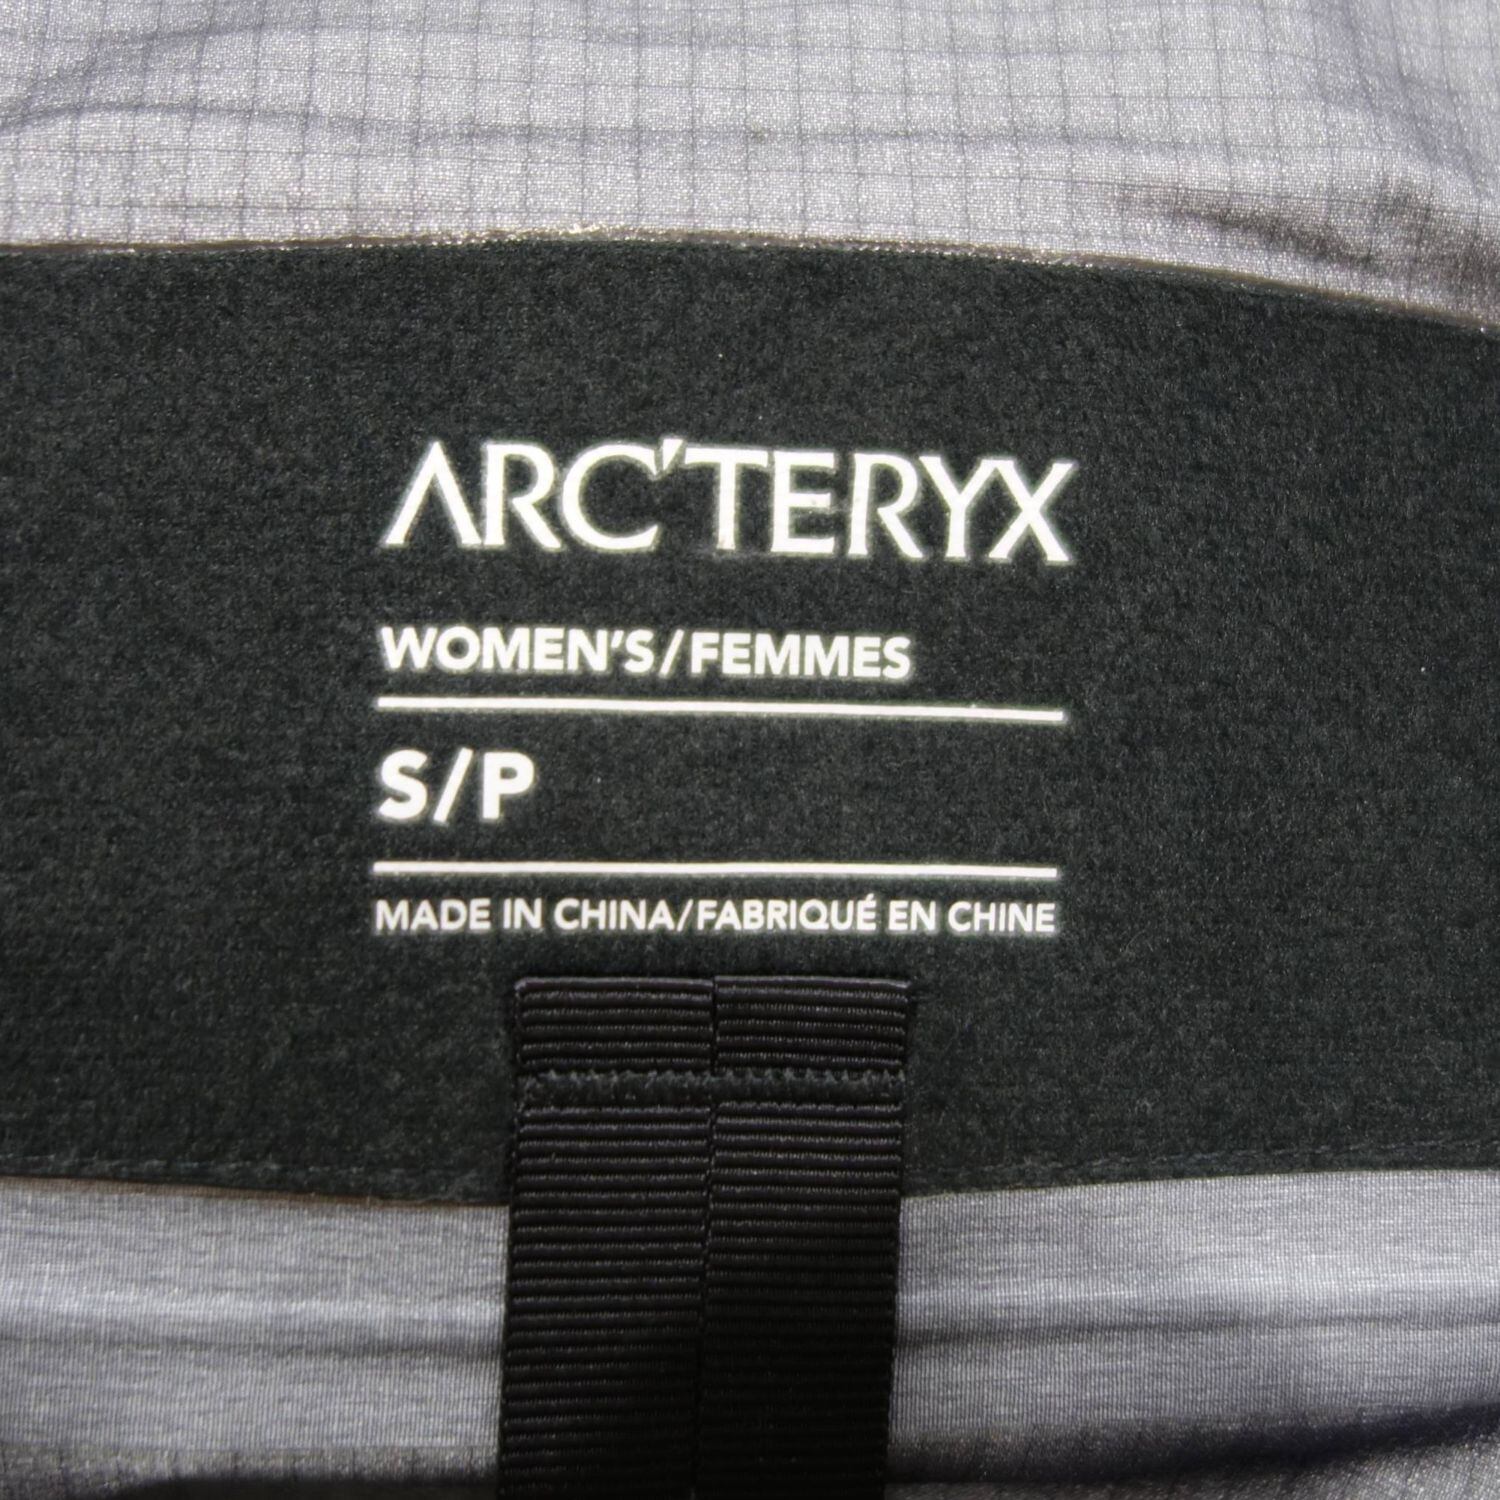 ARC'TERYX
WOMEN'S/FEMMES
S/P
MADE IN CHINA/FABRIQUÉ EN CHINE